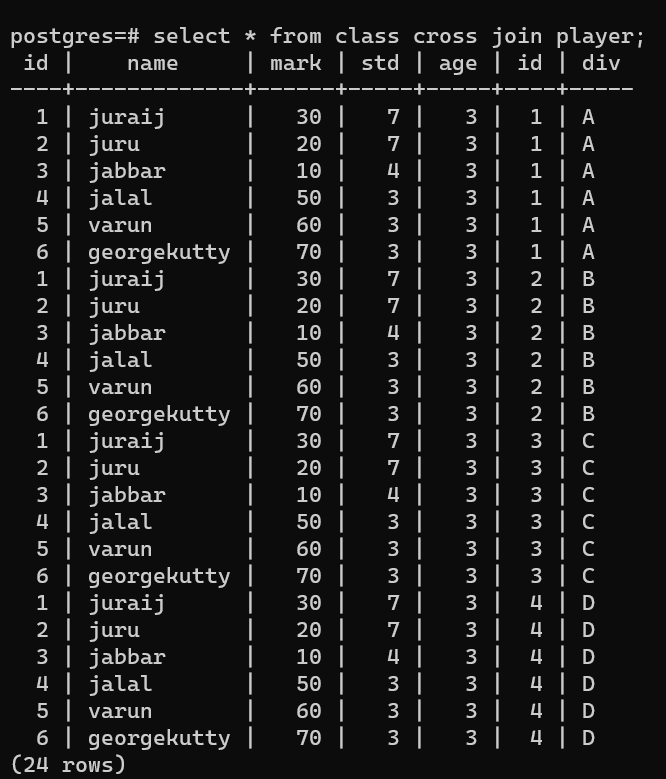 postgres=# select * from class cross join player;
 id |    name     | mark | std | age | id | div
----+-------------+------+-----+-----+----+-----
  1 | juraij      |   30 |   7 |   3 |  1 | A
  2 | juru        |   20 |   7 |   3 |  1 | A
  3 | jabbar      |   10 |   4 |   3 |  1 | A
  4 | jalal       |   50 |   3 |   3 |  1 | A
  5 | varun       |   60 |   3 |   3 |  1 | A
  6 | georgekutty |   70 |   3 |   3 |  1 | A
  1 | juraij      |   30 |   7 |   3 |  2 | B
  2 | juru        |   20 |   7 |   3 |  2 | B
  3 | jabbar      |   10 |   4 |   3 |  2 | B
  4 | jalal       |   50 |   3 |   3 |  2 | B
  5 | varun       |   60 |   3 |   3 |  2 | B
  6 | georgekutty |   70 |   3 |   3 |  2 | B
  1 | juraij      |   30 |   7 |   3 |  3 | C
  2 | juru        |   20 |   7 |   3 |  3 | C
  3 | jabbar      |   10 |   4 |   3 |  3 | C
  4 | jalal       |   50 |   3 |   3 |  3 | C
  5 | varun       |   60 |   3 |   3 |  3 | C
  6 | georgekutty |   70 |   3 |   3 |  3 | C
  1 | juraij      |   30 |   7 |   3 |  4 | D
  2 | juru        |   20 |   7 |   3 |  4 | D
  3 | jabbar      |   10 |   4 |   3 |  4 | D
  4 | jalal       |   50 |   3 |   3 |  4 | D
  5 | varun       |   60 |   3 |   3 |  4 | D
  6 | georgekutty |   70 |   3 |   3 |  4 | D
(24 rows)